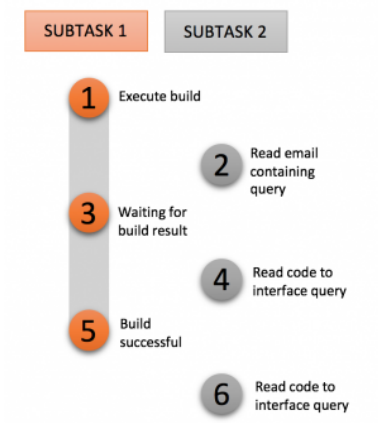 SUBTASK 1
SUBTASK 2
1
Execute build
2
Read email
containing
query
3
Waiting for
build result
4
Read code to
interface query
5
Build
successful
6
Read code to
interface query